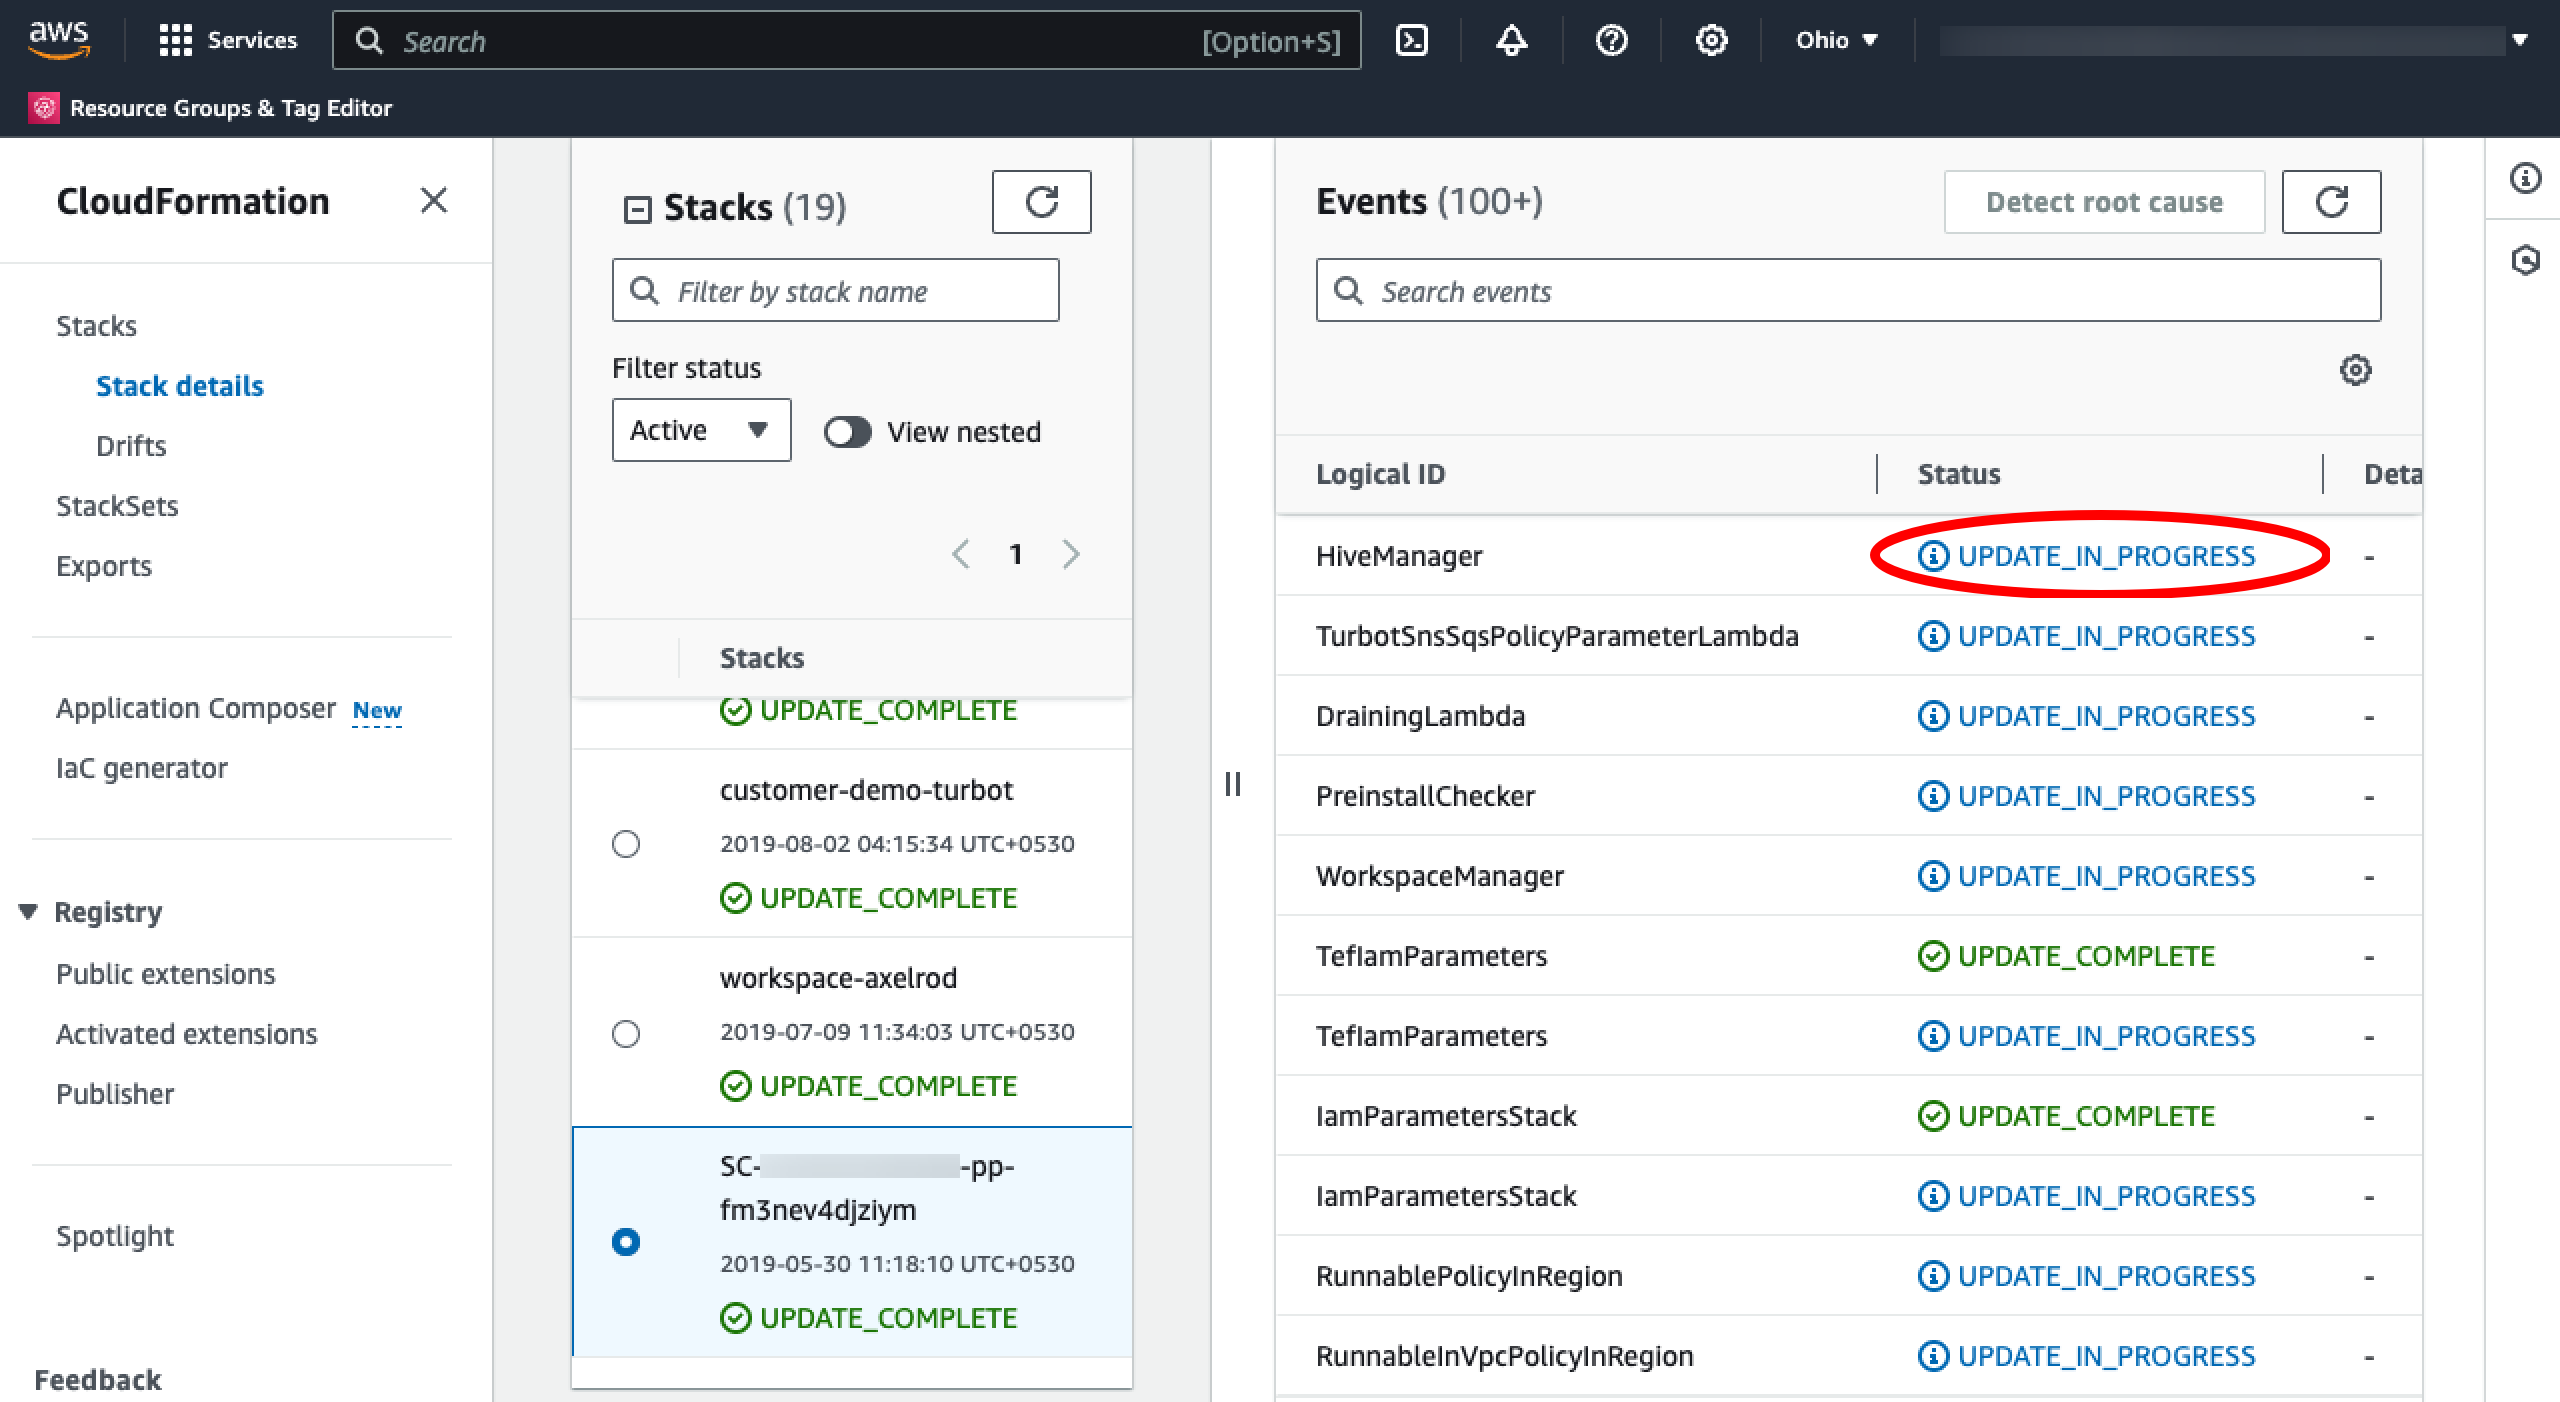 aws
Services
Search
[Option+S]
Ohio
Resource Groups & Tag Editor
CloudFormation
Stacks
Stack details
Drifts
StackSets
Exports
Application Composer New
IaC generator
Registry
Public extensions
Activated extensions
Publisher
Spotlight
Feedback
Stacks (19)
Filter by stack name
Filter status
Active
View nested
1
Stacks
UPDATE_COMPLETE
customer-demo-turbot
2019-08-02 04:15:34 UTC+0530
UPDATE_COMPLETE
workspace-axelrod
2019-07-09 11:34:03 UTC+0530
UPDATE_COMPLETE
SC- -pp-
fm3nev4djziym
2019-05-30 11:18:10 UTC+0530
UPDATE_COMPLETE
Events (100+)
Detect root cause
Search events
Logical ID Status Deta
HiveManager UPDATE_IN_PROGRESS -
TurbotSnsSqsPolicyParameterLambda UPDATE_IN_PROGRESS -
DrainingLambda UPDATE_IN_PROGRESS -
PreinstallChecker UPDATE_IN_PROGRESS -
WorkspaceManager UPDATE_IN_PROGRESS -
TefIamParameters UPDATE_COMPLETE -
TefIamParameters UPDATE_IN_PROGRESS -
IamParametersStack UPDATE_COMPLETE -
IamParametersStack UPDATE_IN_PROGRESS -
RunnablePolicyInRegion UPDATE_IN_PROGRESS -
RunnableInVpcPolicyInRegion UPDATE_IN_PROGRESS -